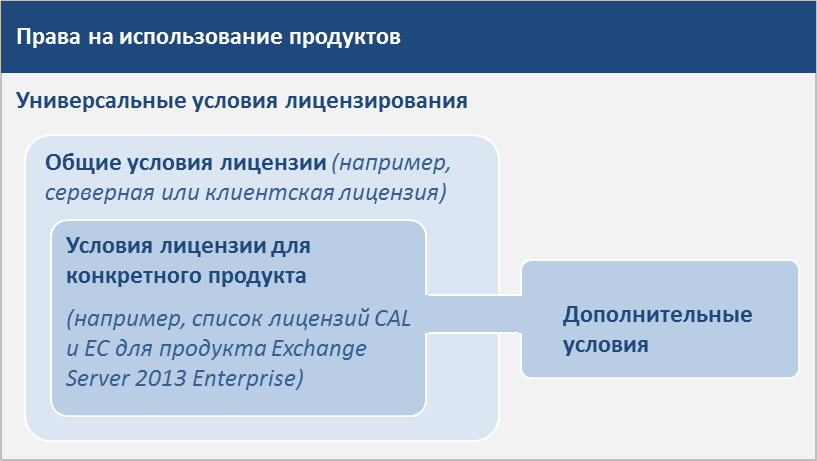 Права на использование продуктов
Универсальные условия лицензирования
Общие условия лицензии (например,
серверная или клиентская лицензия)
Условия лицензии для
конкретного продукта
(например, список лицензий CAL
и EC для продукта Exchange
Server 2013 Enterprise)
Дополнительные
условия